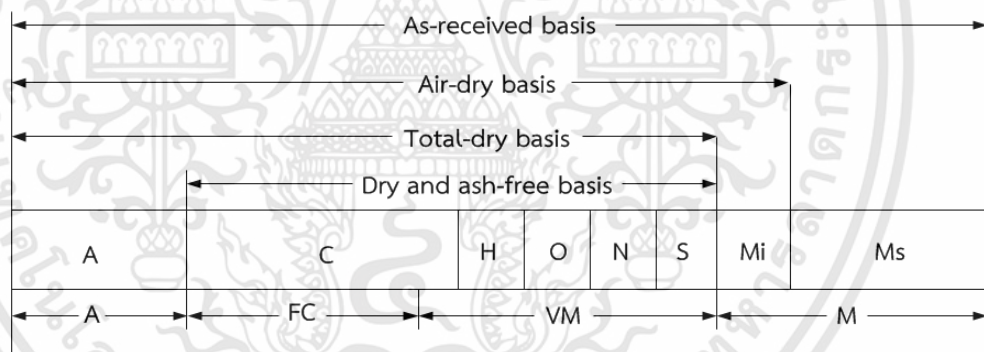 As-received basis
Air-dry basis
Total-dry basis
Dry and ash-free basis
A C H O N S Mi Ms
A FC VM M